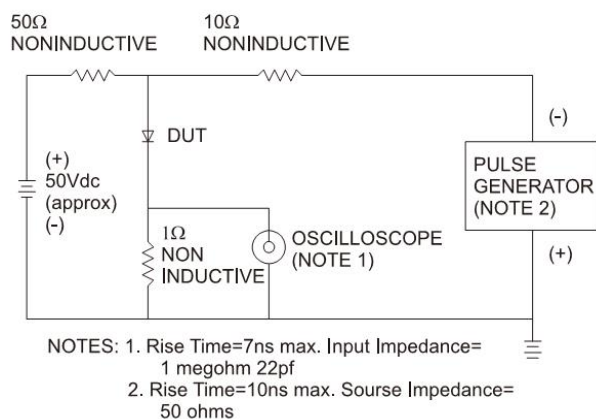 50Ω
NONINDUCTIVE
10Ω
NONINDUCTIVE
DUT
(+)
50Vdc
(approx)
(-)
1Ω
NON
INDUCTIVE
OSCILLOSCOPE
(NOTE 1)
(-)
PULSE
GENERATOR
(NOTE 2)
(+)
NOTES: 1. Rise Time=7ns max. Input Impedance=
1 megohm 22pf
2. Rise Time=10ns max. Sourse Impedance=
50 ohms